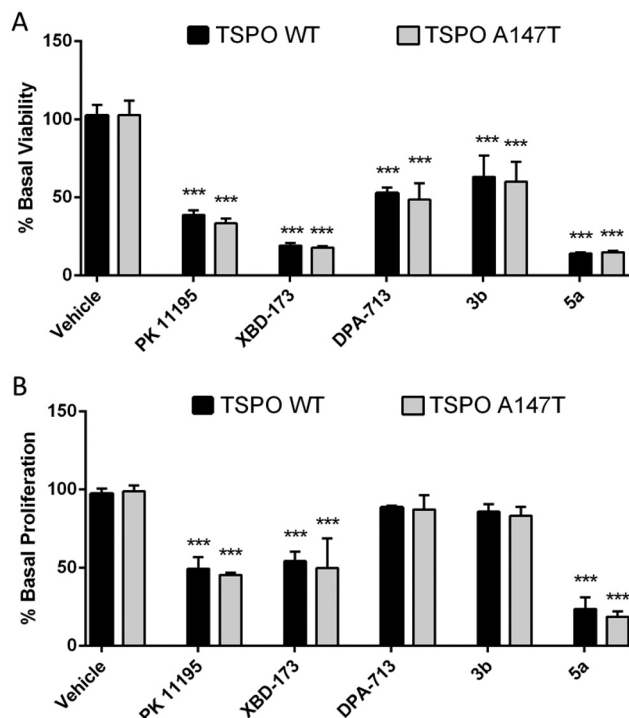 A
TSPO WT TSPO A147T
150
100
50
0
% Basal Viability
*** *** *** *** *** *** *** *** *** ***
Vehicle PK 11195 XBD-173 DPA-713 3b 5a
B
TSPO WT TSPO A147T
150
100
50
0
% Basal Proliferation
*** *** *** *** *** ***
Vehicle PK 11195 XBD-173 DPA-713 3b 5a